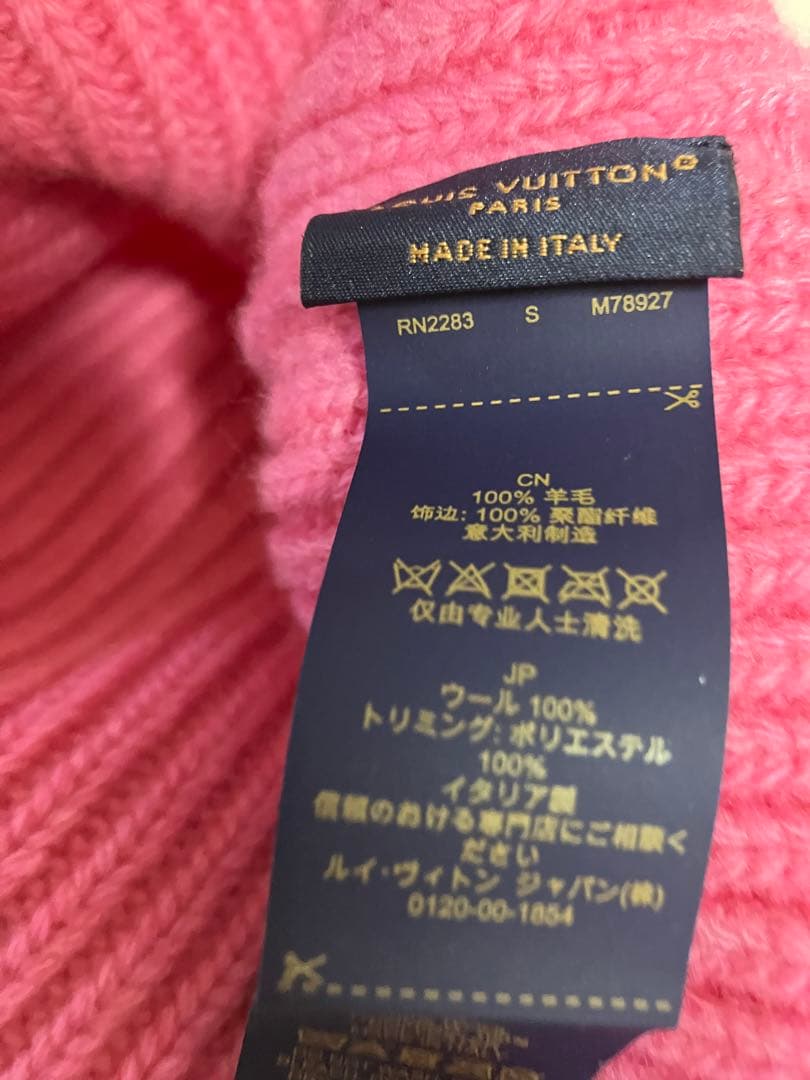 LOUIS VUITTON
PARIS
MADE IN ITALY
RN2283 S M78927
CN
100% 羊毛
饰边: 100% 聚酯纤维
意大利制造
仅由专业人士清洗
JP
ウール 100%
トリミング: ポリエステル
100%
イタリア製
信頼のおける専門店にご相談く
ださい
ルイ・ヴィトン ジャパン(株)
0120-00-1854